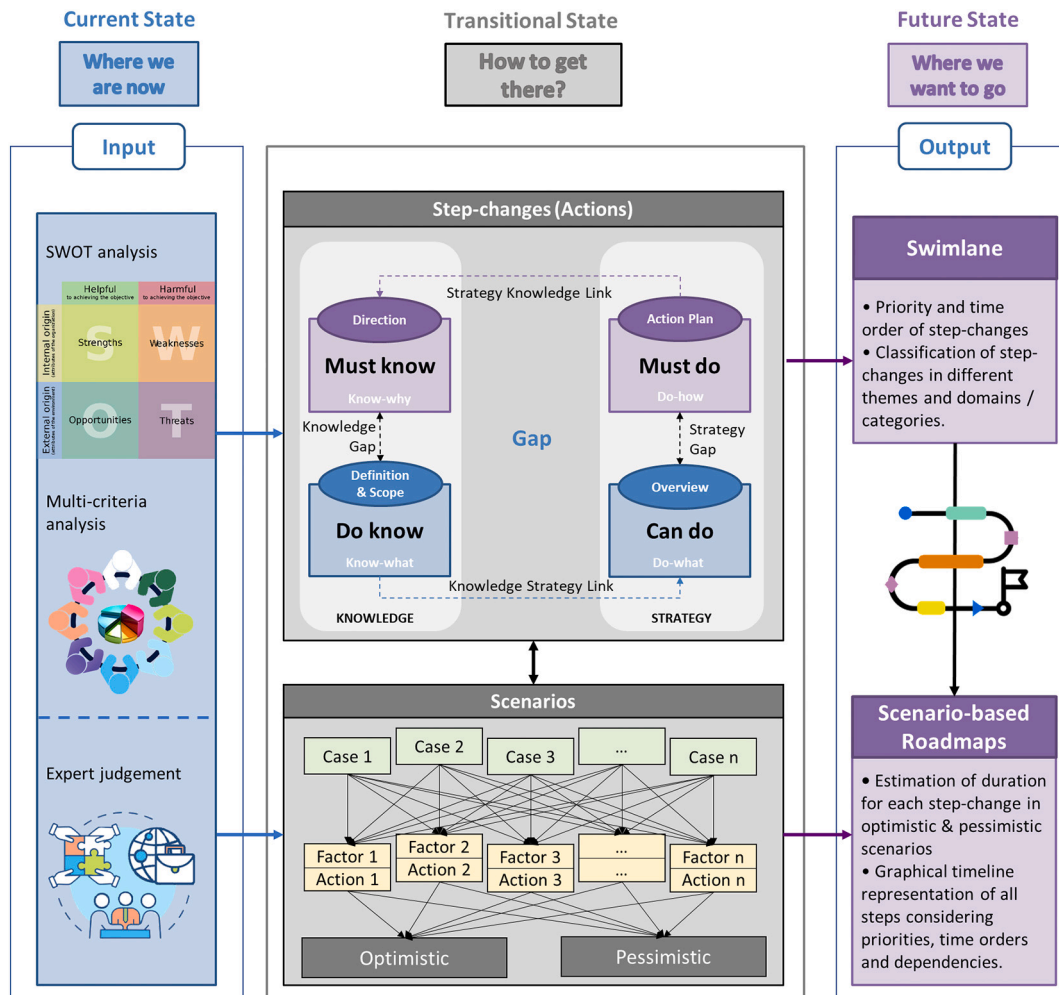 Current State
Where we
are now
Input
SWOT analysis
Helpful
to achieving the objective
Harmful
to achieving the objective
Internal origin
(attributes of the organization)
S
Strengths
W
Weaknesses
External origin
(attributes of the environment)
O
Opportunities
T
Threats
Multi-criteria
analysis
Expert judgement
Transitional State
How to get
there?
Step-changes (Actions)
Strategy Knowledge Link
Direction
Must know
Know-why
Action Plan
Must do
Do-how
Knowledge
Gap
Gap
Strategy
Gap
Definition
& Scope
Do know
Know-what
Overview
Can do
Do-what
Knowledge Strategy Link
KNOWLEDGE
STRATEGY
Scenarios
Case 1
Case 2
Case 3
...
Case n
Factor 1
Action 1
Factor 2
Action 2
Factor 3
Action 3
...
...
Factor n
Action n
Optimistic
Pessimistic
Future State
Where we
want to go
Output
Swimlane
• Priority and time
order of step-changes
• Classification of step-
changes in different
themes and domains /
categories.
Scenario-based
Roadmaps
• Estimation of duration
for each step-change in
optimistic & pessimistic
scenarios
• Graphical timeline
representation of all
steps considering
priorities, time orders
and dependencies.